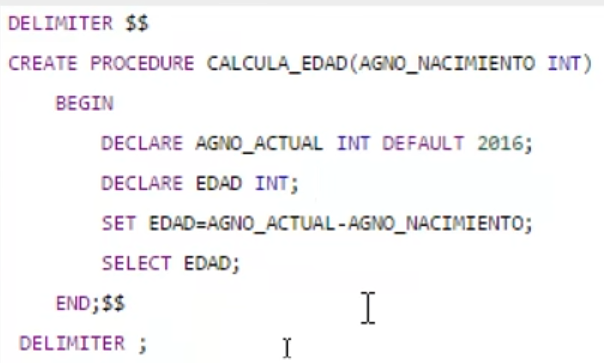 DELIMITER $$
CREATE PROCEDURE CALCULA_EDAD(AGNO_NACIMIENTO INT)
BEGIN
DECLARE AGNO_ACTUAL INT DEFAULT 2016;
DECLARE EDAD INT;
SET EDAD=AGNO_ACTUAL-AGNO_NACIMIENTO;
SELECT EDAD;
END;$$
DELIMITER ;